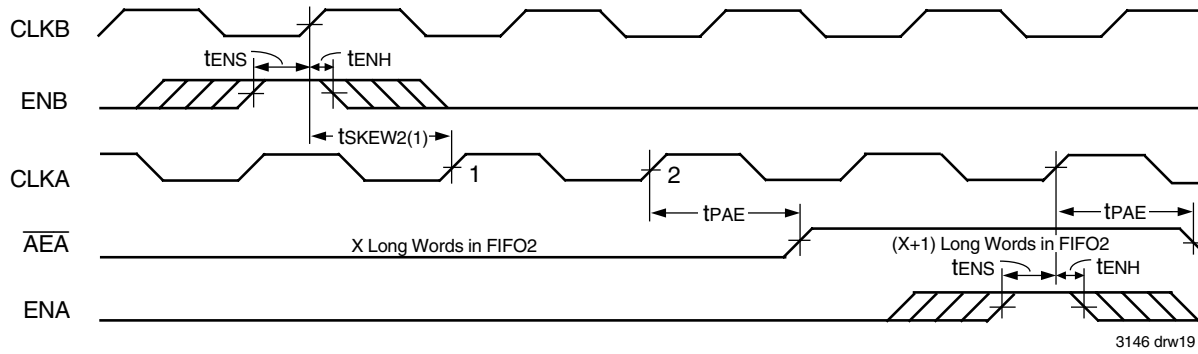 CLKB
tENS
tENH
ENB
tSKEW2(1)
CLKA
1
2
tPAE
tPAE
AEA
X Long Words in FIFO2
(X+1) Long Words in FIFO2
tENS
tENH
ENA
3146 drw19